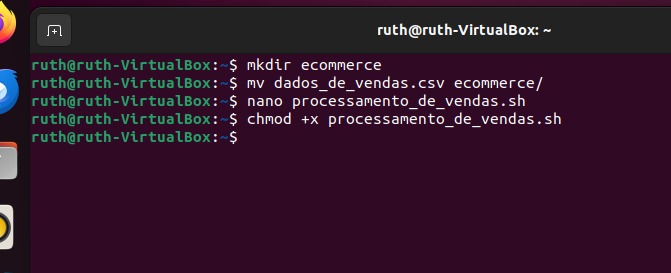 ruth@ruth-VirtualBox: ~
ruth@ruth-VirtualBox:~$ mkdir ecommerce
ruth@ruth-VirtualBox:~$ mv dados_de_vendas.csv ecommerce/
ruth@ruth-VirtualBox:~$ nano processamento_de_vendas.sh
ruth@ruth-VirtualBox:~$ chmod +x processamento_de_vendas.sh
ruth@ruth-VirtualBox:~$